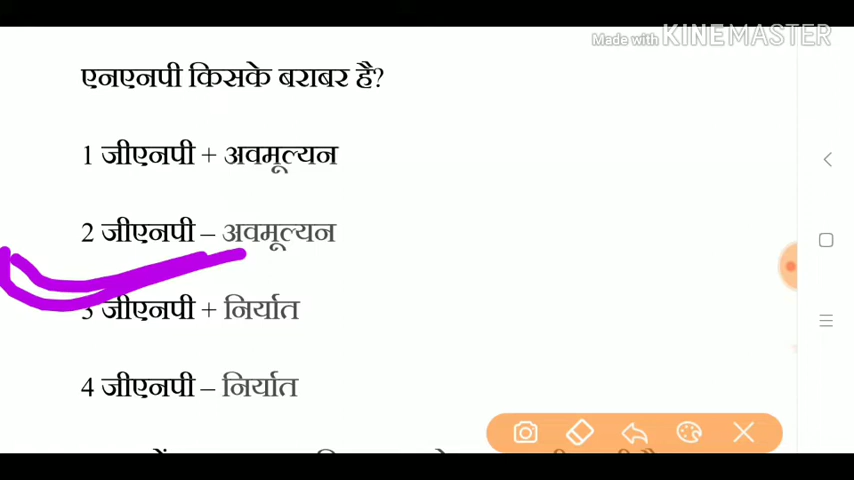 Made with KINEMASTER
एनएनपी किसके बराबर है?
1 जीएनपी + अवमूल्यन
2 जीएनपी – अवमूल्यन
3 जीएनपी + निर्यात
4 जीएनपी – निर्यात